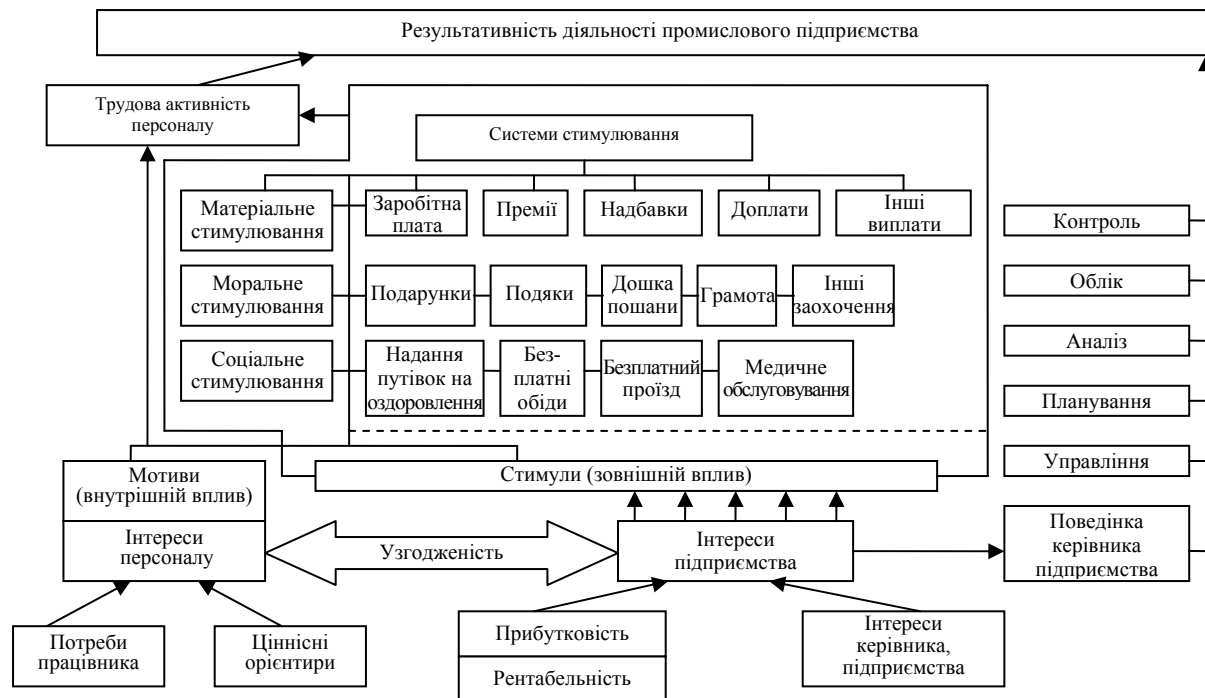 Результативність діяльності промислового підприємства
Трудова активність
персоналу
Системи стимулювання
Матеріальне
стимулювання
Заробітна
плата
Премії
Надбавки
Доплати
Інші
виплати
Контроль
Моральне
стимулювання
Подарунки
Подяки
Дошка
пошани
Грамота
Інші
заохочення
Облік
Соціальне
стимулювання
Надання
путівок на
оздоровлення
Без-
платні
обіди
Безплатний
проїзд
Медичне
обслуговування
Аналіз
Планування
Управління
Мотиви
(внутрішній вплив)
Стимули (зовнішній вплив)
Інтереси
персоналу
Узгодженість
Інтереси
підприємства
Поведінка
керівника
підприємства
Потреби
працівника
Ціннісні
орієнтири
Прибутковість
Рентабельність
Інтереси
керівника,
підприємства